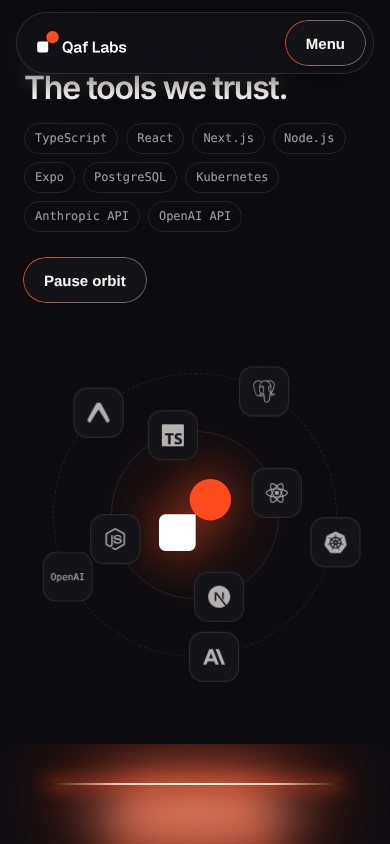 Qaf Labs
Menu
The tools we trust.
TypeScript React Next.js Node.js
Expo PostgreSQL Kubernetes
Anthropic API OpenAI API
Pause orbit
TS
JS
OpenAI
N
A\